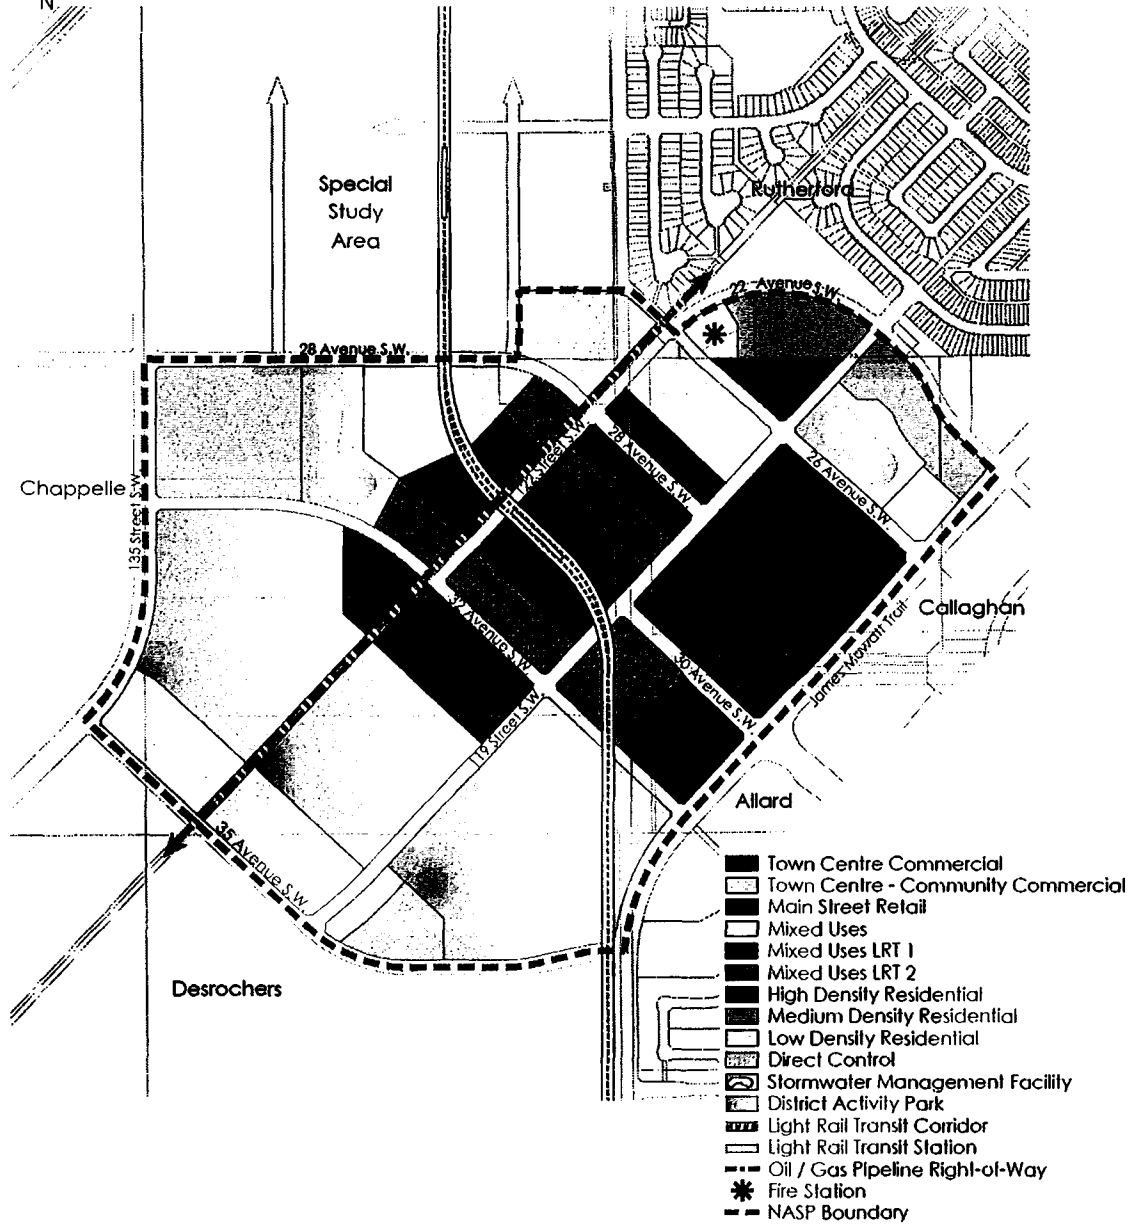 N
Special
Study
Area
Rutherford
22 Avenue S.W.
28 Avenue S.W.
Chappelle
135 Street S.W.
Street S.W.
28 Avenue S.W.
26 Avenue S.W.
32 Avenue S.W.
30 Avenue S.W.
119 Street S.W.
Callaghan
James Mowatt Trail
Allard
35 Avenue S.W.
Desrochers
Town Centre Commercial
Town Centre - Community Commercial
Main Street Retail
Mixed Uses
Mixed Uses LRT 1
Mixed Uses LRT 2
High Density Residential
Medium Density Residential
Low Density Residential
Direct Control
Stormwater Management Facility
District Activity Park
Light Rail Transit Corridor
Light Rail Transit Station
Oil / Gas Pipeline Right-of-Way
Fire Station
NASP Boundary